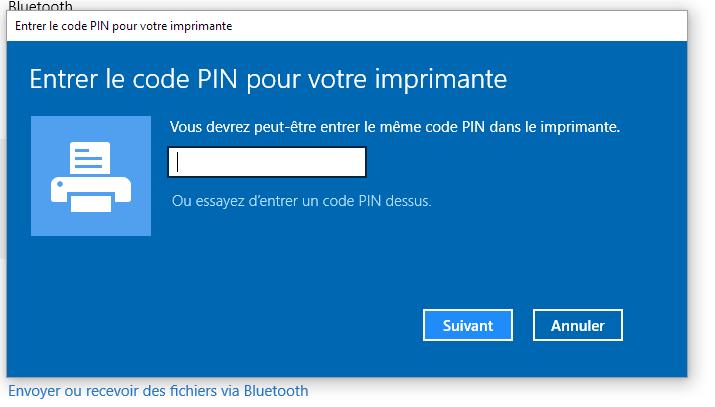 Bluetooth
Entrer le code PIN pour votre imprimante
Entrer le code PIN pour votre imprimante
Vous devrez peut-être entrer le même code PIN dans le imprimante.
Ou essayez d'entrer un code PIN dessus.
Suivant
Annuler
Envoyer ou recevoir des fichiers via Bluetooth